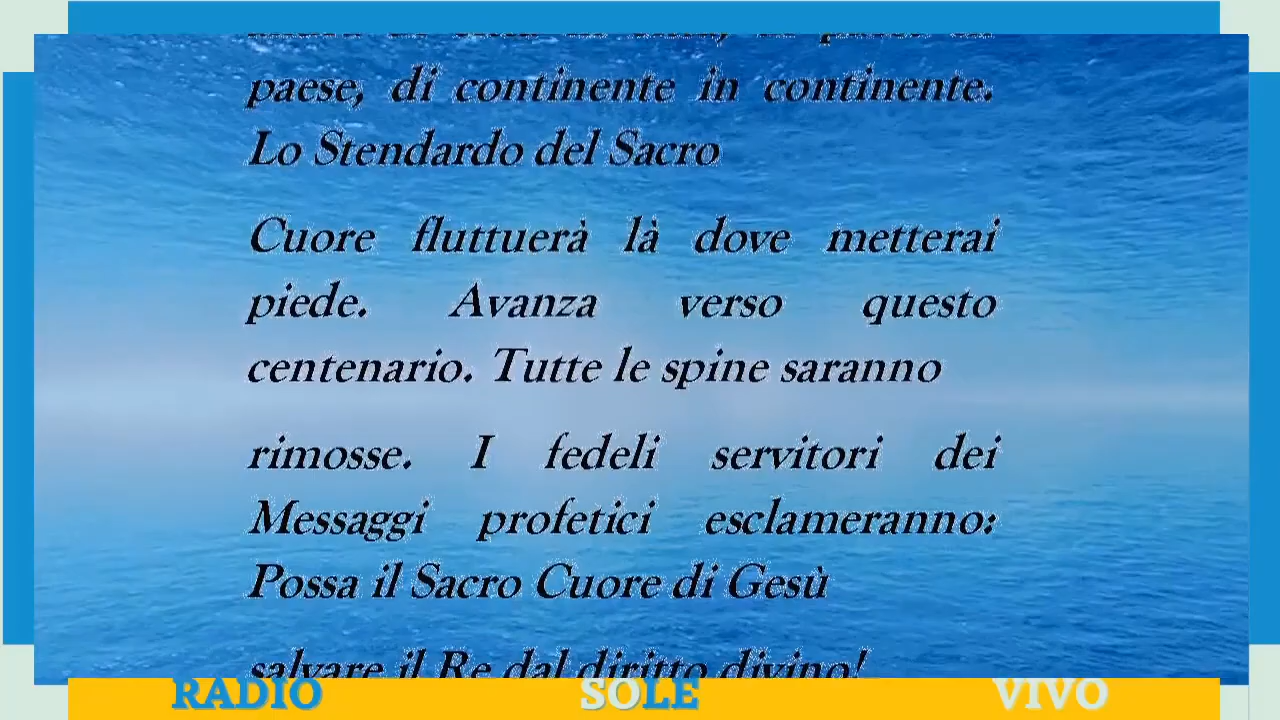 paese, di continente in continente.
Lo Stendardo del Sacro
Cuore fluttuerà là dove metterai
piede. Avanza verso questo
centenario. Tutte le spine saranno
rimosse. I fedeli servitori dei
Messaggi profetici esclameranno:
Possa il Sacro Cuore di Gesù
salvare il Re dal diritto divino!
RADIO SOLE VIVO